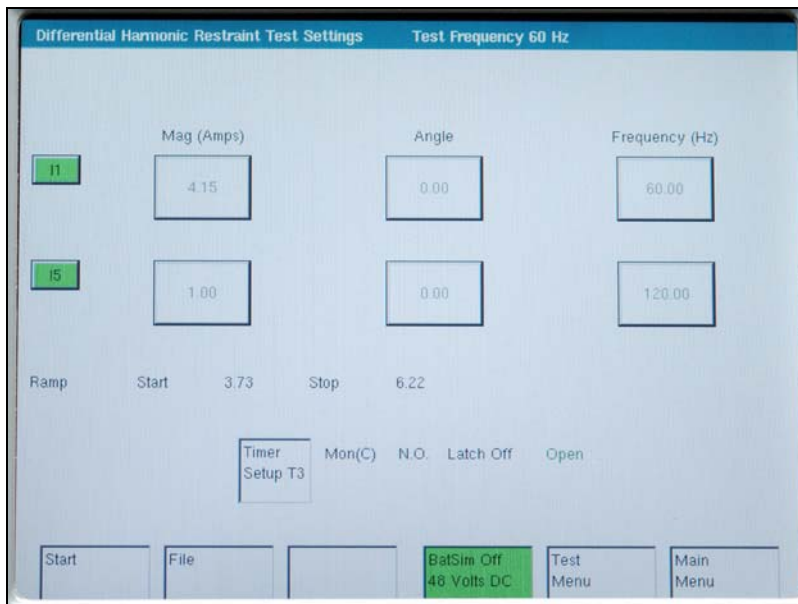 Differential Harmonic Restraint Test Settings Test Frequency 60 Hz
Mag (Amps) Angle Frequency (Hz)
I1 4.15 0.00 60.00
I5 1.00 0.00 120.00
Ramp Start 3.73 Stop 6.22
Timer Setup T3 Mon(C) N.O. Latch Off Open
Start File BatSim Off 48 Volts DC Test Menu Main Menu